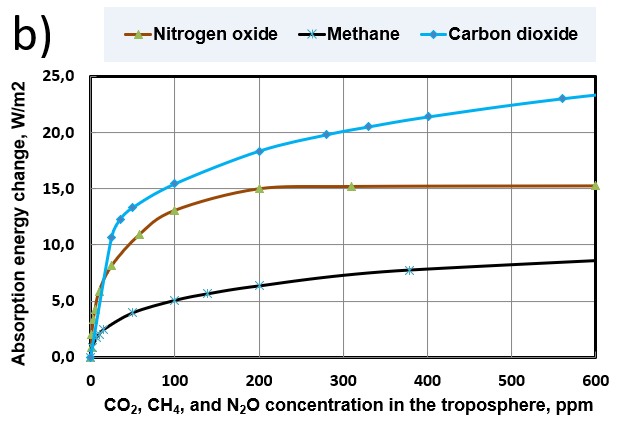 b)
Nitrogen oxide Methane Carbon dioxide
Absorption energy change, W/m2
25,0
20,0
15,0
10,0
5,0
0,0
0 100 200 300 400 500 600
CO₂, CH₄, and N₂O concentration in the troposphere, ppm